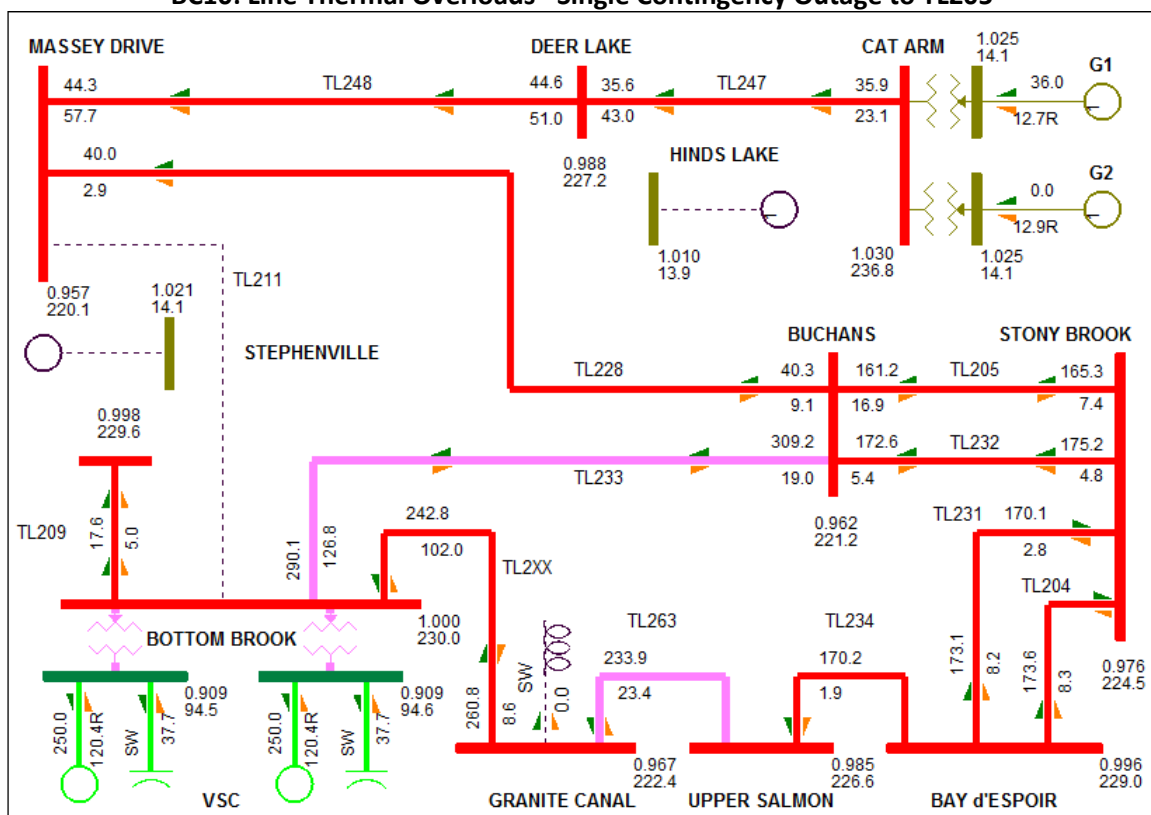 BC10: Line Thermal Overloads - Single Contingency Outage to TL205
MASSEY DRIVE
DEER LAKE
CAT ARM
1.025
14.1
G1
44.3
TL248
44.6
35.6
TL247
35.9
36.0
57.7
51.0
43.0
23.1
12.7R
40.0
2.9
0.988
227.2
HINDS LAKE
G2
0.0
12.9R
1.010
13.9
1.030
236.8
1.025
14.1
TL211
0.957
220.1
1.021
14.1
STEPHENVILLE
BUCHANS
STONY BROOK
TL228
40.3
161.2
TL205
165.3
9.1
16.9
7.4
0.998
229.6
309.2
172.6
TL232
175.2
TL233
19.0
5.4
4.8
TL209
17.6
5.0
290.1
126.8
242.8
102.0
TL2XX
0.962
221.2
TL231
170.1
2.8
TL204
1.000
230.0
BOTTOM BROOK
TL263
TL234
233.9
23.4
170.2
1.9
173.1
8.2
173.6
8.3
0.976
224.5
0.909
94.5
0.909
94.6
250.0
120.4R
SW
37.7
250.0
120.4R
SW
37.7
260.8
8.6
SW
0.0
VSC
0.967
222.4
0.985
226.6
0.996
229.0
GRANITE CANAL
UPPER SALMON
BAY d'ESPOIR